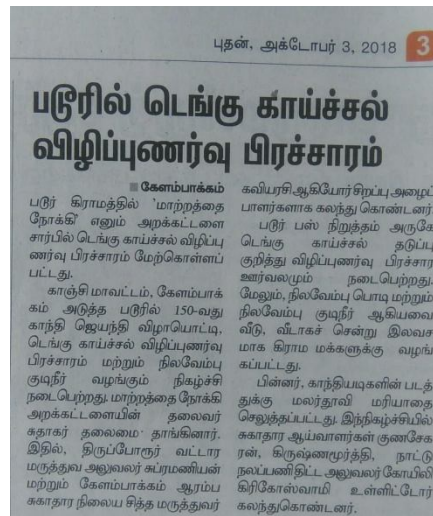 புதன், அக்டோபர் 3, 2018 3
படூரில் டெங்கு காய்ச்சல்
விழிப்புணர்வு பிரச்சாரம்
■ கேளம்பாக்கம்
படூர் கிராமத்தில் 'மாற்றத்தை
நோக்கி' எனும் அறக்கட்டளை
சார்பில் டெங்கு காய்ச்சல் விழிப்பு
ணர்வு பிரச்சாரம் மேற்கொள்ளப்
பட்டது.
காஞ்சி மாவட்டம், கேளம்பாக்
கம் அடுத்த படூரில் 150-வது
காந்தி ஜெயந்தி விழாயொட்டி,
டெங்கு காய்ச்சல் விழிப்புணர்வு
பிரச்சாரம் மற்றும் நிலவேம்பு
குடிநீர் வழங்கும் நிகழ்ச்சி
நடைபெற்றது. மாற்றத்தை நோக்கி
அறக்கட்டளையின் தலைவர்
சுதாகர் தலைமை தாங்கினார்.
இதில், திருப்போரூர் வட்டார
மருத்துவ அலுவலர் சுப்ரமணியன்
மற்றும் கேளம்பாக்கம் ஆரம்ப
சுகாதார நிலைய சித்த மருத்துவர்
கவியரசி ஆகியோர் சிறப்பு அழைப்
பாளர்களாக கலந்து கொண்டனர்.
படூர் பஸ் நிறுத்தம் அருகே
டெங்கு காய்ச்சல் தடுப்பு
குறித்து விழிப்புணர்வு பிரச்சார
ஊர்வலமும் நடைபெற்றது.
மேலும், நிலவேம்பு பொடி மற்றும்
நிலவேம்பு குடிநீர் ஆகியவை
வீடு, வீடாகச் சென்று இலவச
மாக கிராம மக்களுக்கு வழங்
கப்பட்டது.
பின்னர், காந்தியடிகளின் படத்
துக்கு மலர்தூவி மரியாதை
செலுத்தப்பட்டது. இந்நிகழ்ச்சியில்
சுகாதார ஆய்வாளர்கள் குணசேக
ரன், கிருஷ்ணமூர்த்தி, நாட்டு
நலப்பணிதிட்ட அலுவலர் கோயிலி
கிரிகோஸ்வாமி உள்ளிட்டோர்
கலந்துகொண்டனர்.